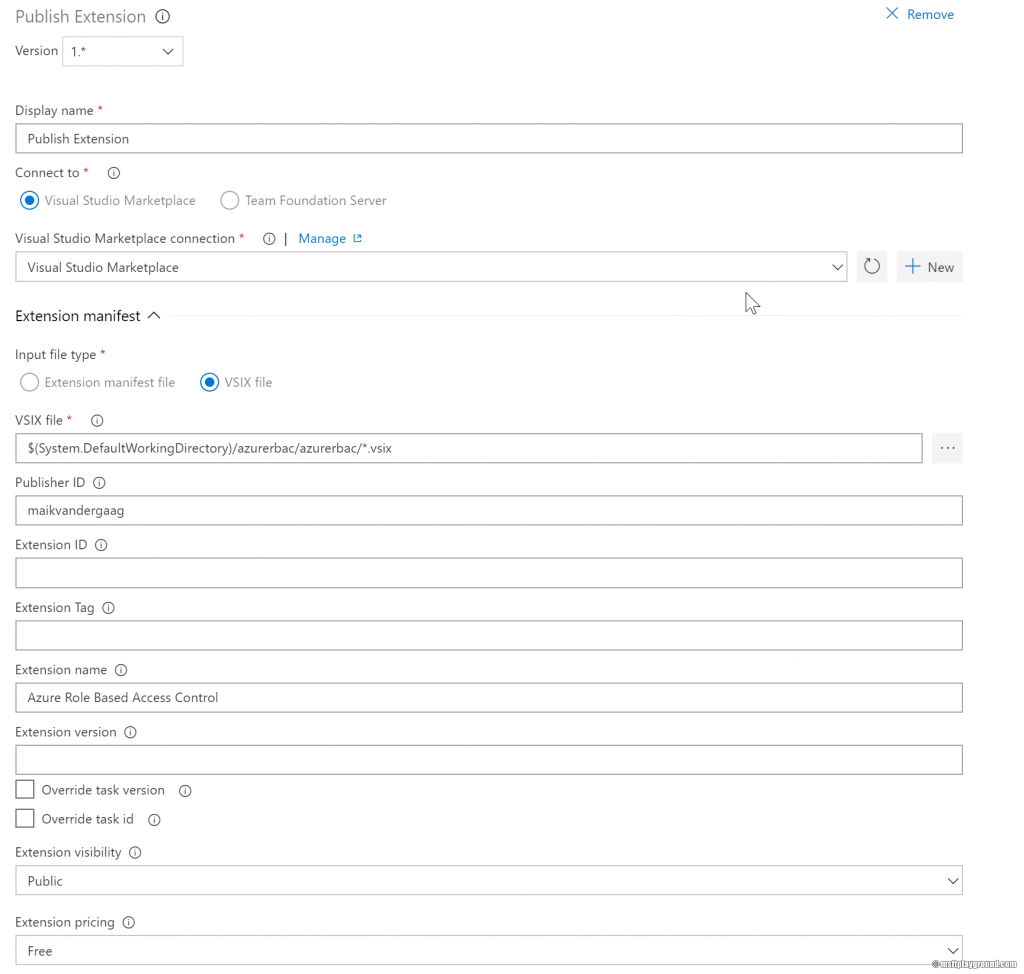 Publish Extension
Remove
Version 1.*
Display name *
Publish Extension
Connect to *
Visual Studio Marketplace Team Foundation Server
Visual Studio Marketplace connection * | Manage
Visual Studio Marketplace
New
Extension manifest
Input file type *
Extension manifest file VSIX file
VSIX file *
$(System.DefaultWorkingDirectory)/azurerbac/azurerbac/*.vsix
...
Publisher ID
maikvandergaag
Extension ID
Extension Tag
Extension name
Azure Role Based Access Control
Extension version
Override task version
Override task id
Extension visibility
Public
Extension pricing
Free
@msftplayground.com